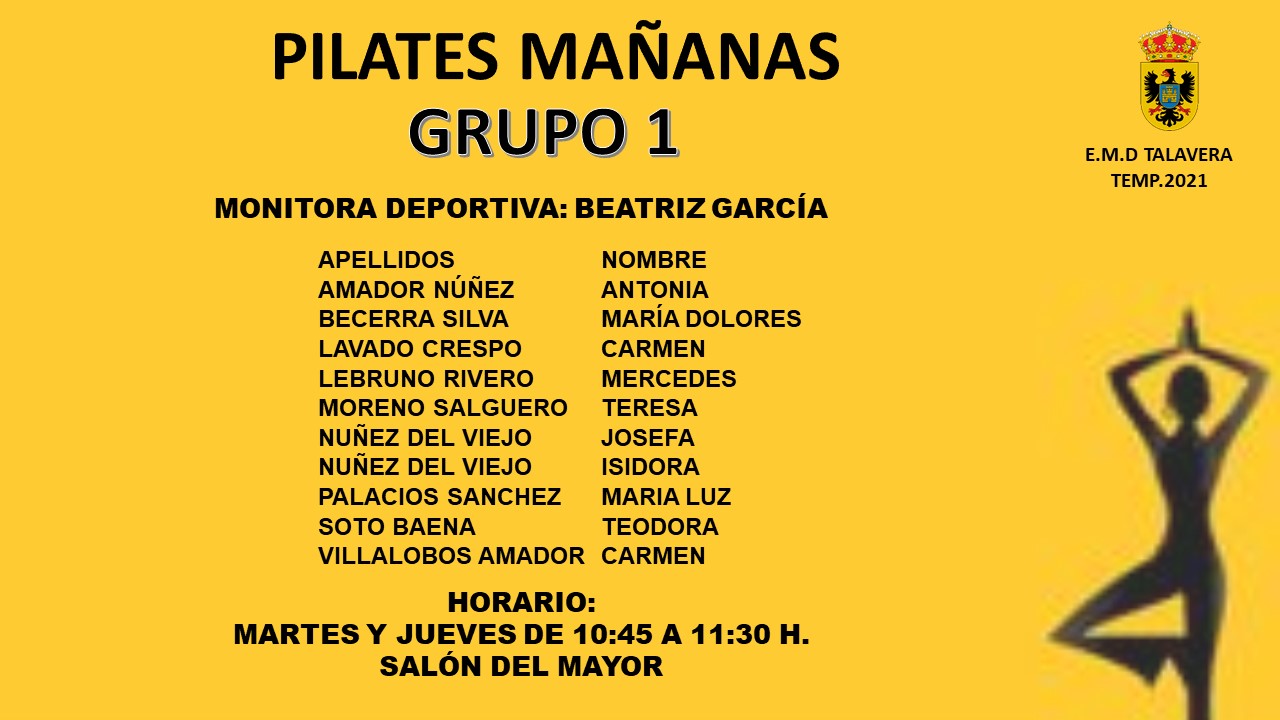 PILATES MAÑANAS
GRUPO 1
E.M.D TALAVERA
TEMP.2021
MONITORA DEPORTIVA: BEATRIZ GARCÍA
APELLIDOS NOMBRE
AMADOR NÚÑEZ ANTONIA
BECERRA SILVA MARÍA DOLORES
LAVADO CRESPO CARMEN
LEBRUNO RIVERO MERCEDES
MORENO SALGUERO TERESA
NUÑEZ DEL VIEJO JOSEFA
NUÑEZ DEL VIEJO ISIDORA
PALACIOS SANCHEZ MARIA LUZ
SOTO BAENA TEODORA
VILLALOBOS AMADOR CARMEN
HORARIO:
MARTES Y JUEVES DE 10:45 A 11:30 H.
SALÓN DEL MAYOR